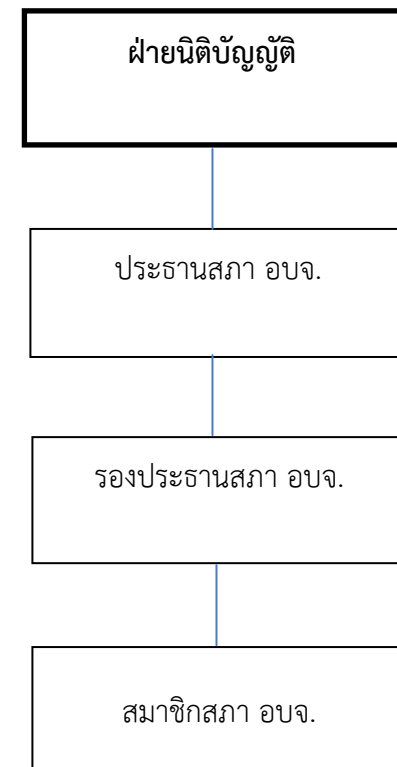 ฝ่ายนิติบัญญัติ
ประธานสภา อบจ.
รองประธานสภา อบจ.
สมาชิกสภา อบจ.